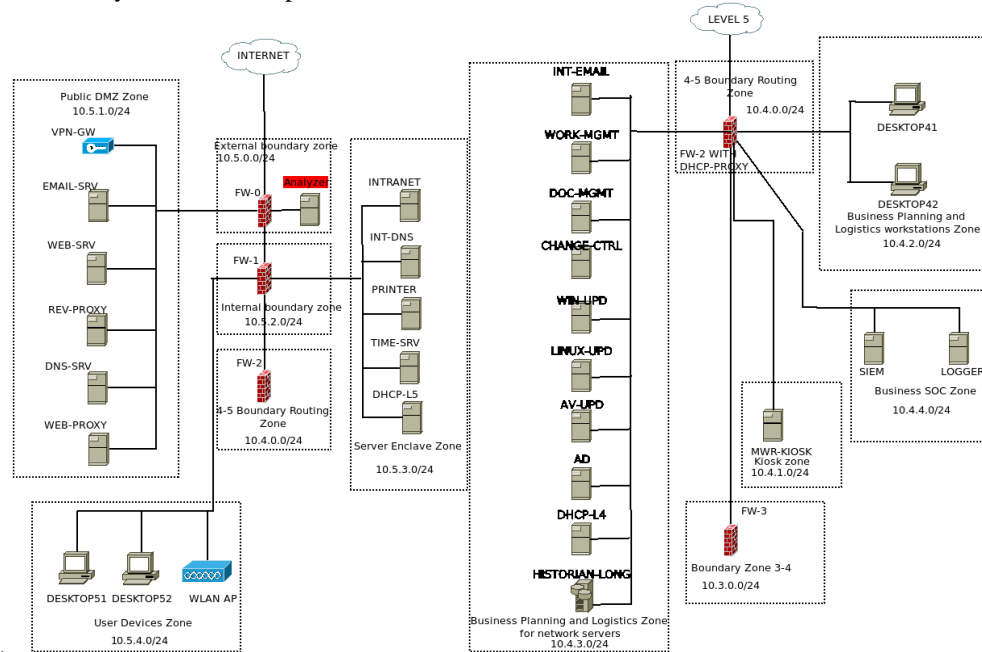 INTERNET
Public DMZ Zone
10.5.1.0/24
VPN-GW
EMAIL-SRV
WEB-SRV
REV-PROXY
DNS-SRV
WEB-PROXY
External boundary zone
10.5.0.0/24
FW-0
Analyzer
FW-1
Internal boundary zone
10.5.2.0/24
FW-2
4-5 Boundary Routing
Zone
10.4.0.0/24
INTRANET
INT-DNS
PRINTER
TIME-SRV
DHCP-L5
Server Enclave Zone
10.5.3.0/24
DESKTOP51
DESKTOP52
WLAN AP
User Devices Zone
10.5.4.0/24
INT-EMAIL
WORK-MGMT
DOC-MGMT
CHANGE-CTRL
WIN-UPD
LINUX-UPD
AV-UPD
AD
DHCP-L4
HISTORIAN-LONG
Business Planning and Logistics Zone
for network servers
10.4.3.0/24
LEVEL 5
4-5 Boundary Routing
Zone
10.4.0.0/24
FW-2 WITH
DHCP-PROXY
DESKTOP41
DESKTOP42
Business Planning and
Logistics workstations Zone
10.4.2.0/24
SIEM
LOGGER
Business SOC Zone
10.4.4.0/24
MWR-KIOSK
Kiosk zone
10.4.1.0/24
FW-3
Boundary Zone 3-4
10.3.0.0/24